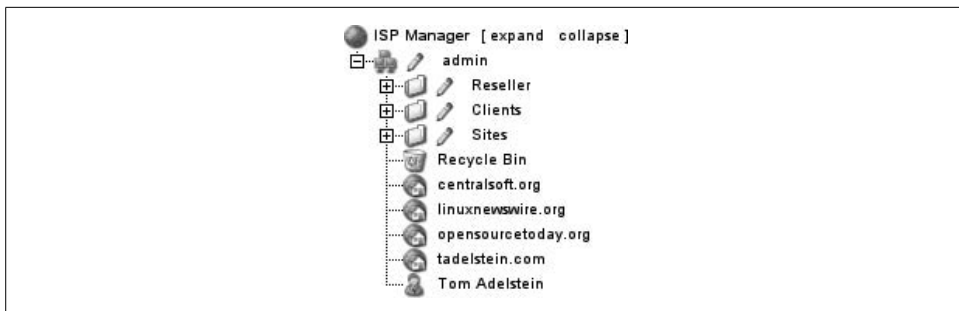 ISP Manager [ expand collapse ]
admin
Reseller
Clients
Sites
Recycle Bin
centralsoft.org
linuxnewswire.org
opensourcetoday.org
tadelstein.com
Tom Adelstein